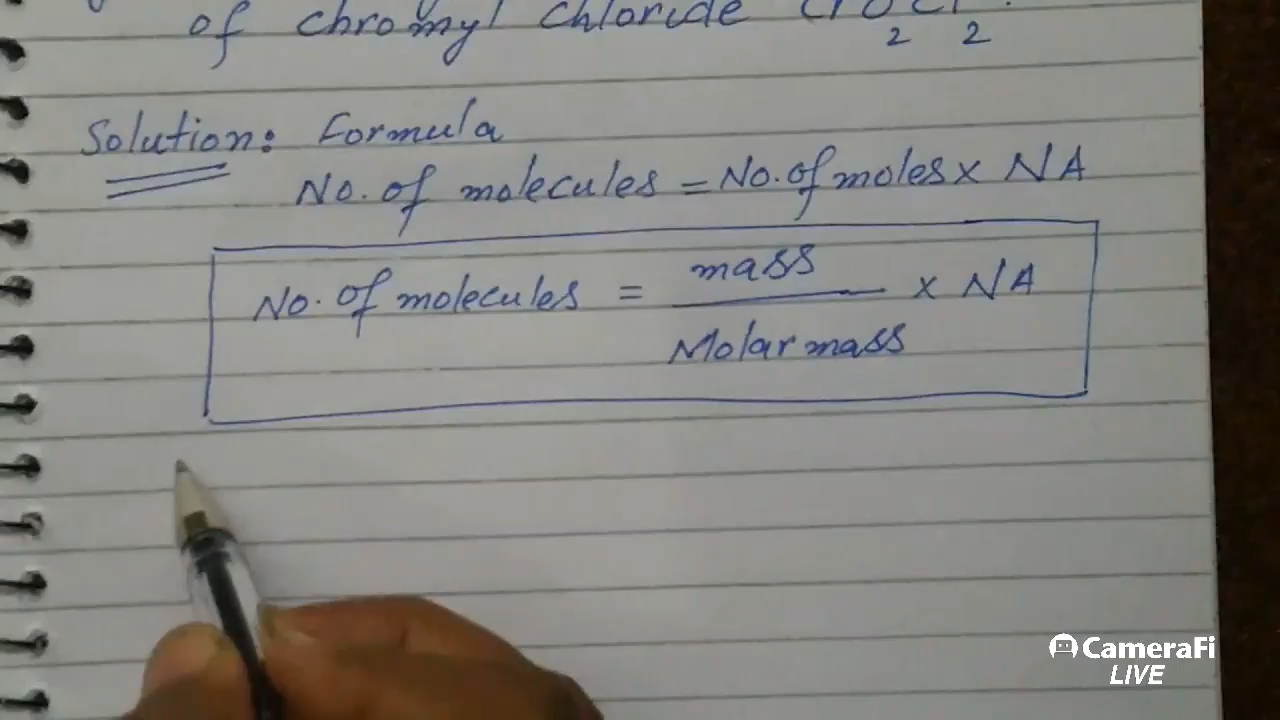 of chromyl chloride CrO2Cl2.
Solution: Formula
No. of molecules = No. of moles x NA
No. of molecules = mass / Molar mass x NA
CameraFi
LIVE